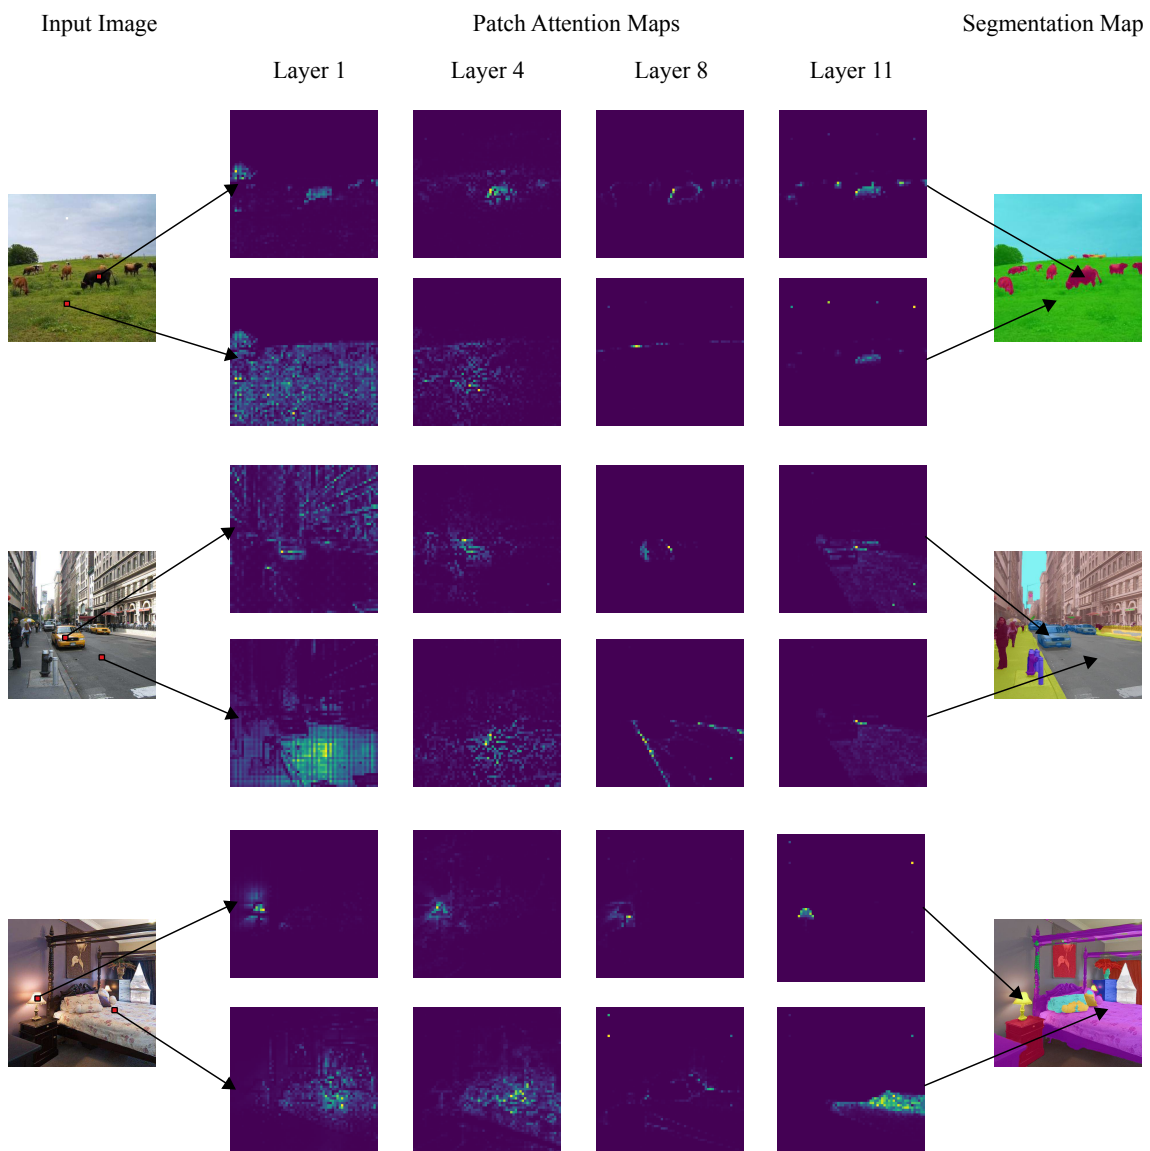 Input Image
Patch Attention Maps
Segmentation Map
Layer 1
Layer 4
Layer 8
Layer 11